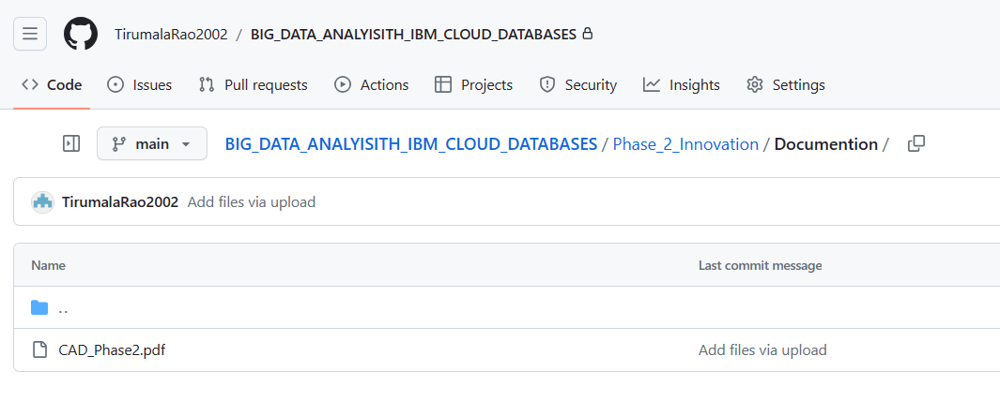 TirumalaRao2002 / BIG_DATA_ANALYISITH_IBM_CLOUD_DATABASES
Code Issues Pull requests Actions Projects Security Insights Settings
main BIG_DATA_ANALYISITH_IBM_CLOUD_DATABASES / Phase_2_Innovation / Documention /
TirumalaRao2002 Add files via upload
Name Last commit message
..
CAD_Phase2.pdf Add files via upload